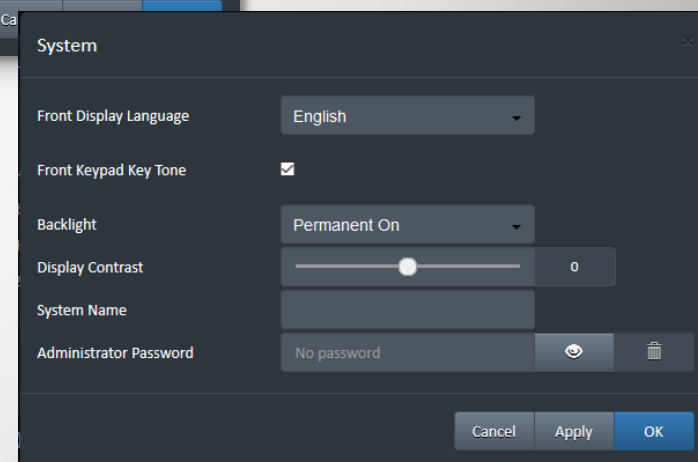 Ca
System
Front Display Language English
Front Keypad Key Tone
Backlight Permanent On
Display Contrast 0
System Name
Administrator Password No password
Cancel Apply OK